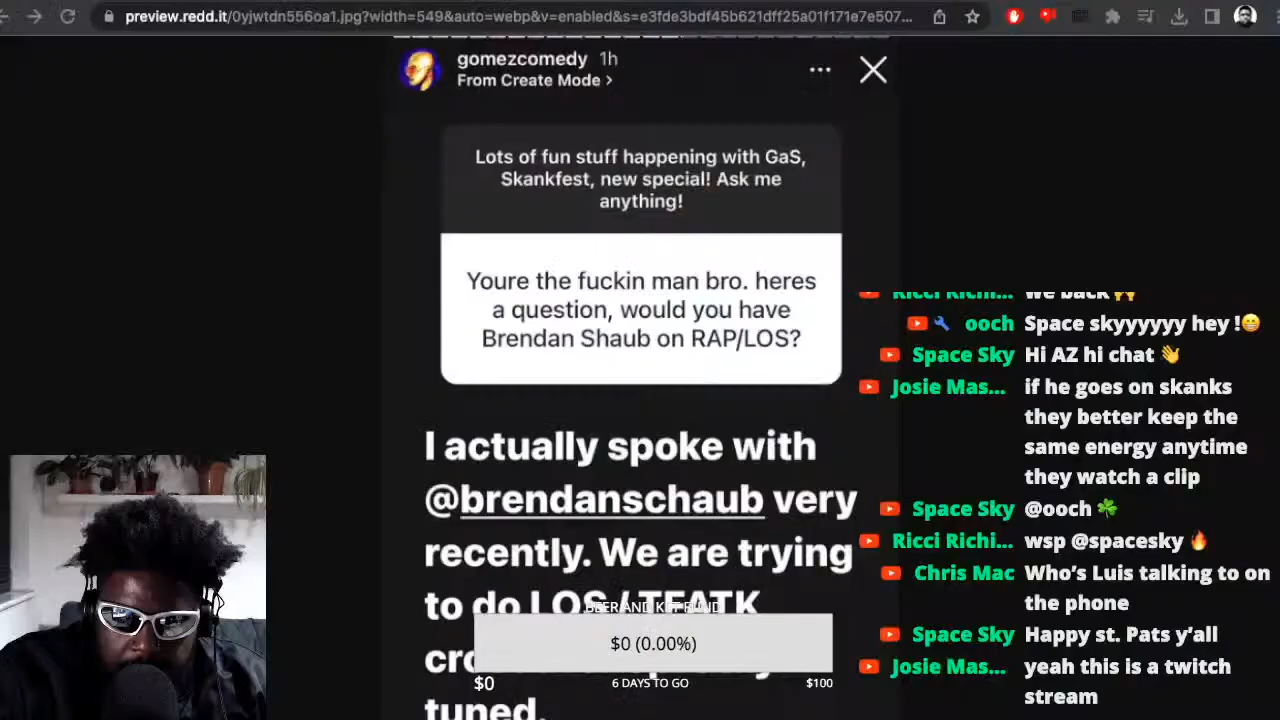 preview.redd.it/0yjwtdn556oa1.jpg?width=549&auto=webp&v=enabled&s=e3fde3bdf45b621dff25a01f171e7e507...
gomezcomedy 1h
From Create Mode >
Lots of fun stuff happening with GaS,
Skankfest, new special! Ask me
anything!
Youre the fuckin man bro. heres
a question, would you have
Brendan Shaub on RAP/LOS?
I actually spoke with
@brendanschaub very
recently. We are trying
to do LOS / TFATK
tuned.
BEER AND KET FUND
$0 (0.00%)
$0 6 DAYS TO GO $100
Ricci Richi... We back 🙌
ooch Space skyyyyyy hey !😁
Space Sky Hi AZ hi chat 👋
Josie Mas... if he goes on skanks
they better keep the
same energy anytime
they watch a clip
Space Sky @ooch ☘️
Ricci Richi... wsp @spacesky 🔥
Chris Mac Who's Luis talking to on
the phone
Space Sky Happy st. Pats y'all
Josie Mas... yeah this is a twitch
stream